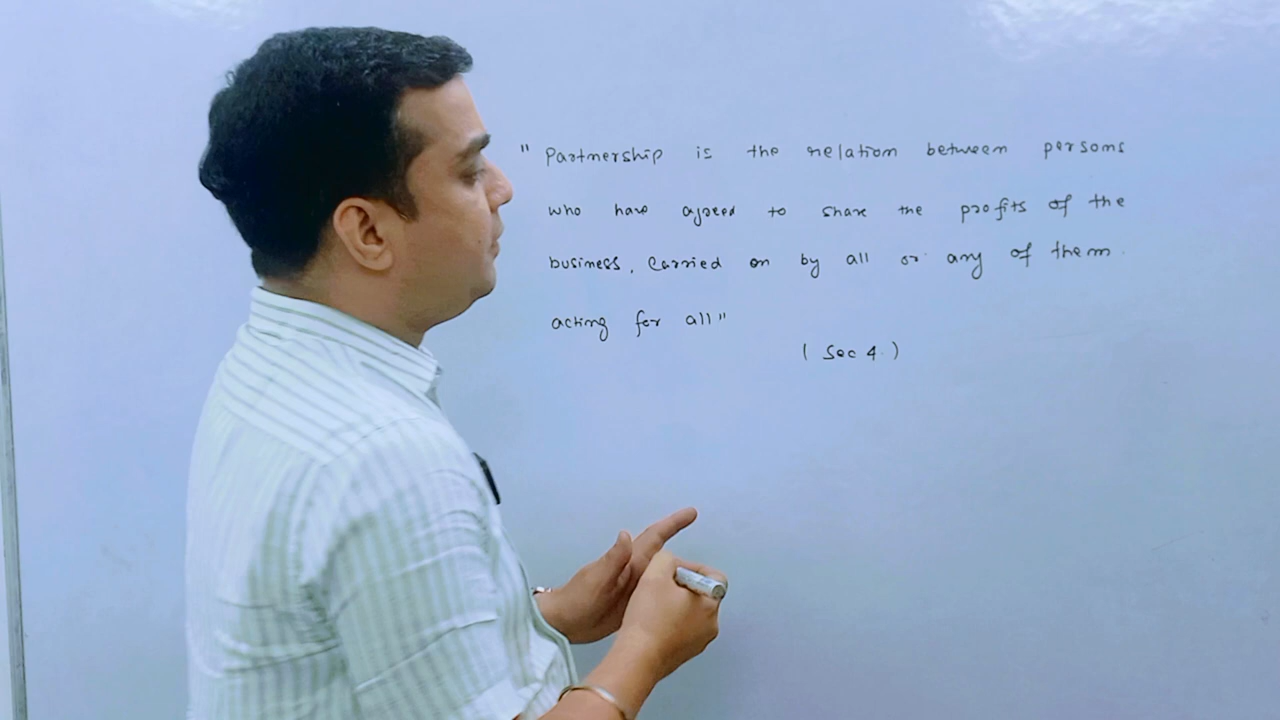 " Partnership is the relation between persons
who have agreed to share the profits of the
business, Carried on by all or any of them.
acting for all"
( Sec 4. )